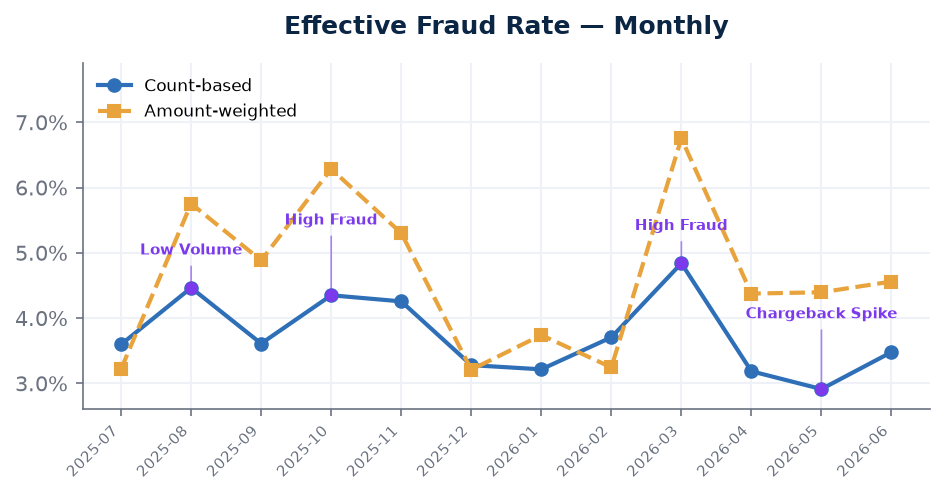 Effective Fraud Rate — Monthly
Count-based
Amount-weighted
7.0%
6.0%
5.0%
4.0%
3.0%
Low Volume
High Fraud
High Fraud
Chargeback Spike
2025-07
2025-08
2025-09
2025-10
2025-11
2025-12
2026-01
2026-02
2026-03
2026-04
2026-05
2026-06